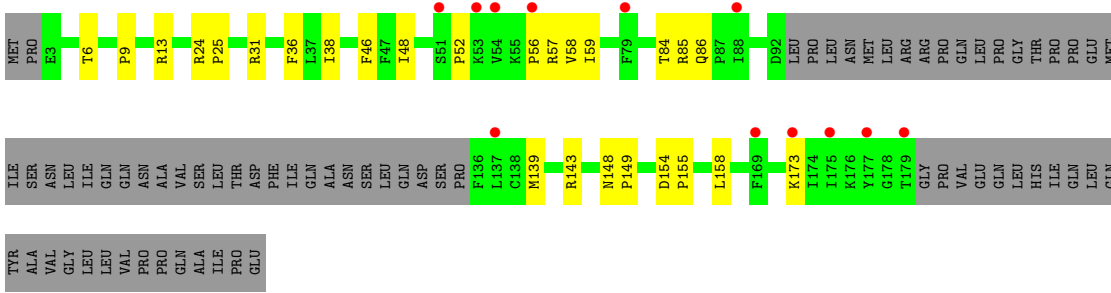 MET PRO E3 T6 P9 R13 R24 P25 R31 F36 L37 I38 F46 F47 I48 S51 P52 K53 V54 K55 P56 R57 V58 I59 F79 T84 R85 Q86 P87 I88 D92 LEU PRO LEU ASN MET LEU ARG ARG PRO GLN LEU PRO GLY THR PRO PRO GLU MET
ILE SER ASN LEU ILE GLN GLN ASN ALA VAL SER LEU THR ASP PHE ILE GLN ALA ASN SER LEU GLN ASP SER PRO F136 L137 C138 M139 R143 N148 P149 D154 P155 L158 F169 K173 I174 I175 K176 Y177 G178 T179 GLY PRO VAL GLU GLN LEU HIS ILE GLN LEU GLN
TYR ALA VAL GLY LEU LEU VAL PRO PRO GLN ALA ILE PRO GLU